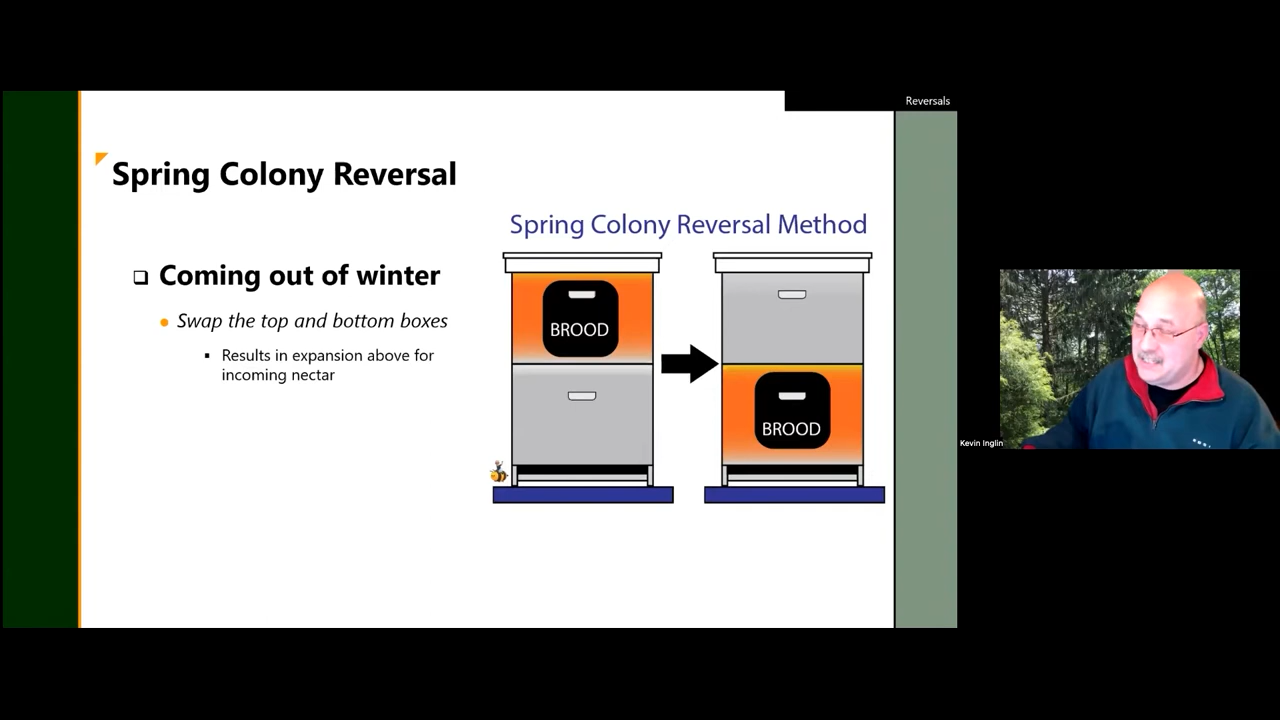 Reversals
Spring Colony Reversal
Spring Colony Reversal Method
Coming out of winter
Swap the top and bottom boxes
Results in expansion above for
incoming nectar
BROOD
BROOD
Kevin Inglin